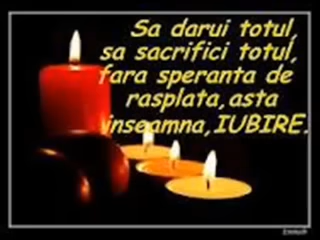 Sa darui totul,
sa sacrifici totul,
fara speranta de
rasplata,asta
inseamna,IUBIRE.